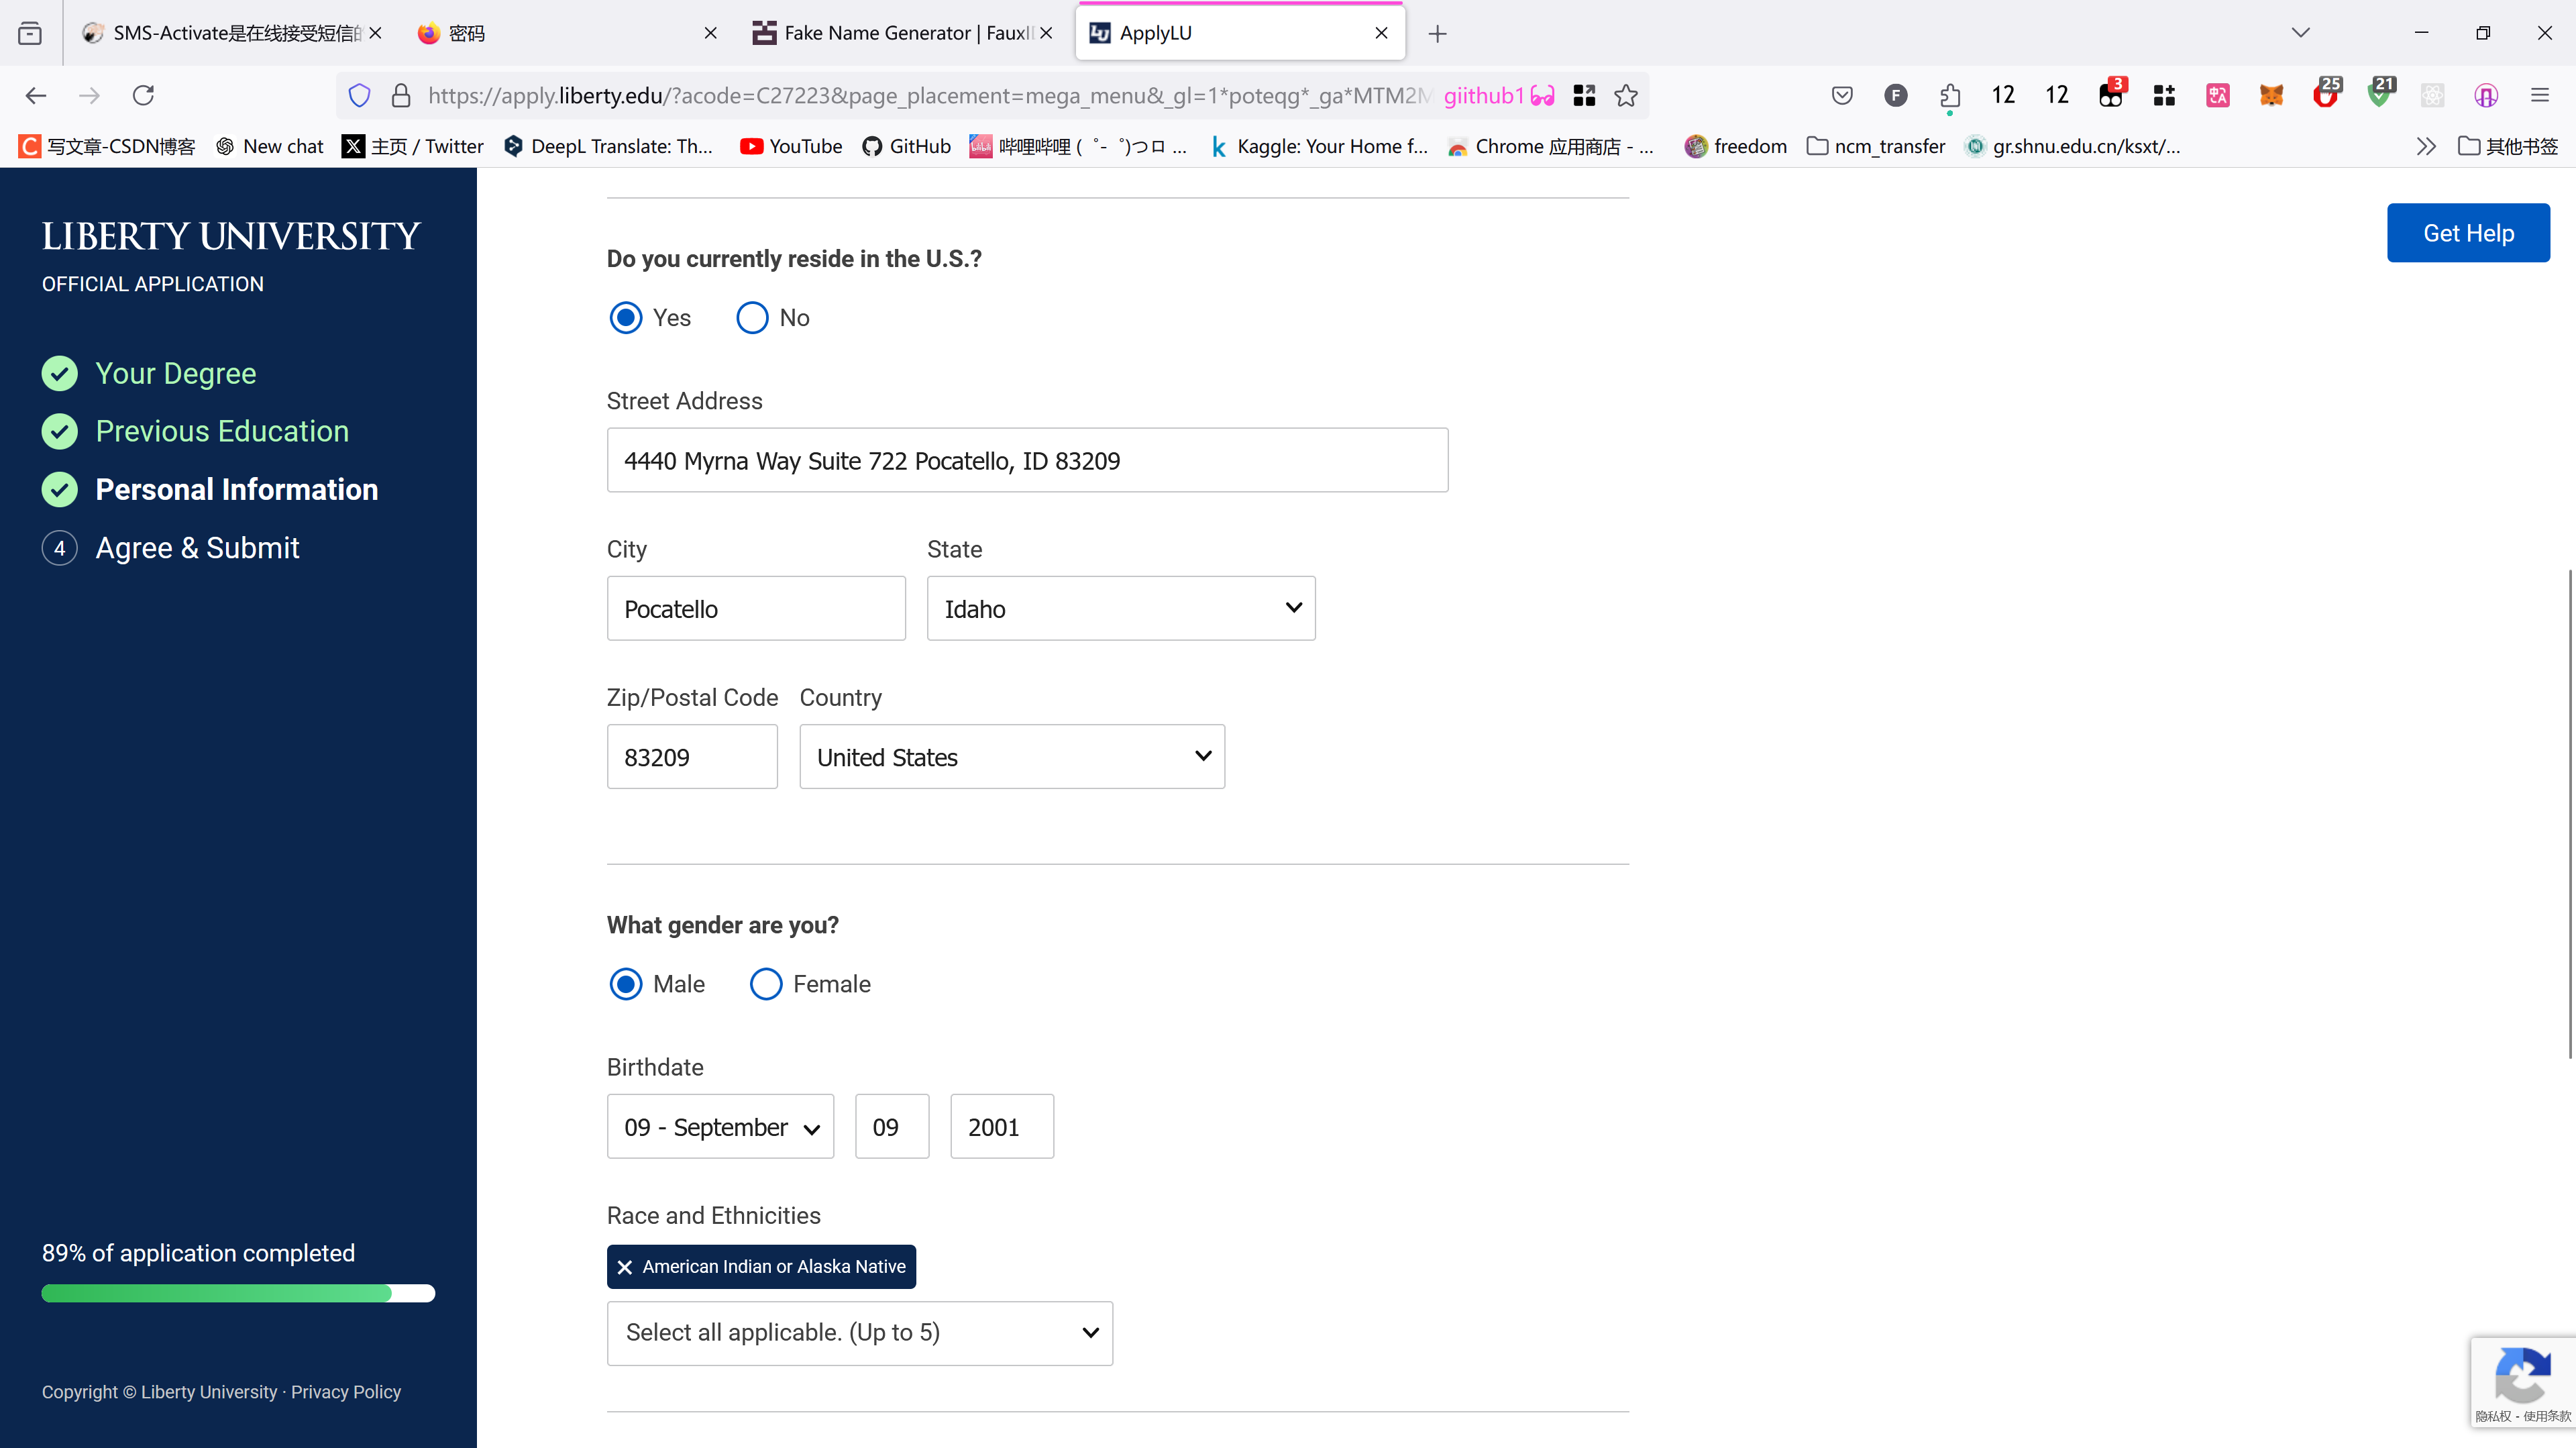 SMS-Activate是在线接受短信的
密码
Fake Name Generator | FauxI
ApplyLU
https://apply.liberty.edu/?acode=C27223&page_placement=mega_menu&_gl=1*poteqg*_ga*MTM2M
giithub1
F
12
12
3
25
21
写文章-CSDN博客
New chat
主页 / Twitter
DeepL Translate: Th...
YouTube
GitHub
哔哩哔哩 ( ゜- ゜)つロ ...
Kaggle: Your Home f...
Chrome 应用商店 - ...
freedom
ncm_transfer
gr.shnu.edu.cn/ksxt/...
其他书签
LIBERTY UNIVERSITY
OFFICIAL APPLICATION
Your Degree
Previous Education
Personal Information
4 Agree & Submit
89% of application completed
Copyright © Liberty University · Privacy Policy
Get Help
Do you currently reside in the U.S.?
Yes No
Street Address
4440 Myrna Way Suite 722 Pocatello, ID 83209
City State
Pocatello Idaho
Zip/Postal Code Country
83209 United States
What gender are you?
Male Female
Birthdate
09 - September 09 2001
Race and Ethnicities
American Indian or Alaska Native
Select all applicable. (Up to 5)
隐私权 - 使用条款